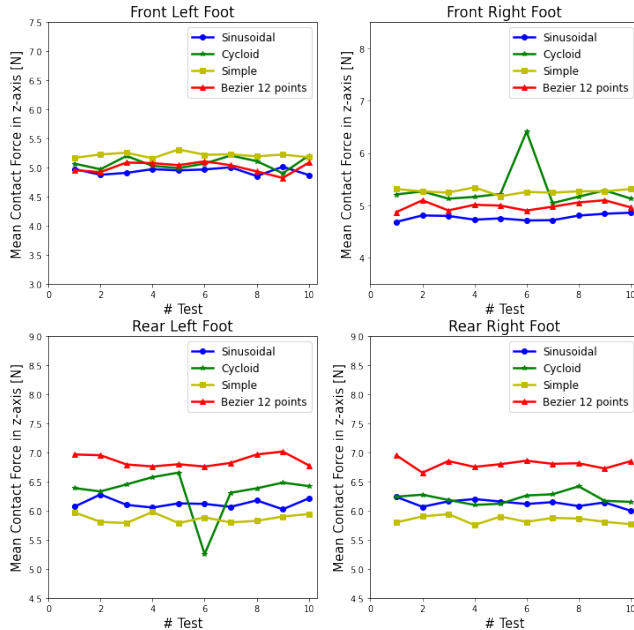 Front Left Foot
Mean Contact Force in z-axis [N]
7.5
7.0
6.5
6.0
5.5
5.0
4.5
4.0
3.5
3.0
0
2
4
6
8
10
# Test
Sinusoidal
Cycloid
Simple
Bezier 12 points
Front Right Foot
Mean Contact Force in z-axis [N]
8
7
6
5
4
0
2
4
6
8
10
# Test
Sinusoidal
Cycloid
Simple
Bezier 12 points
Rear Left Foot
Mean Contact Force in z-axis [N]
9.0
8.5
8.0
7.5
7.0
6.5
6.0
5.5
5.0
4.5
0
2
4
6
8
10
# Test
Sinusoidal
Cycloid
Simple
Bezier 12 points
Rear Right Foot
Mean Contact Force in z-axis [N]
9.0
8.5
8.0
7.5
7.0
6.5
6.0
5.5
5.0
4.5
0
2
4
6
8
10
# Test
Sinusoidal
Cycloid
Simple
Bezier 12 points